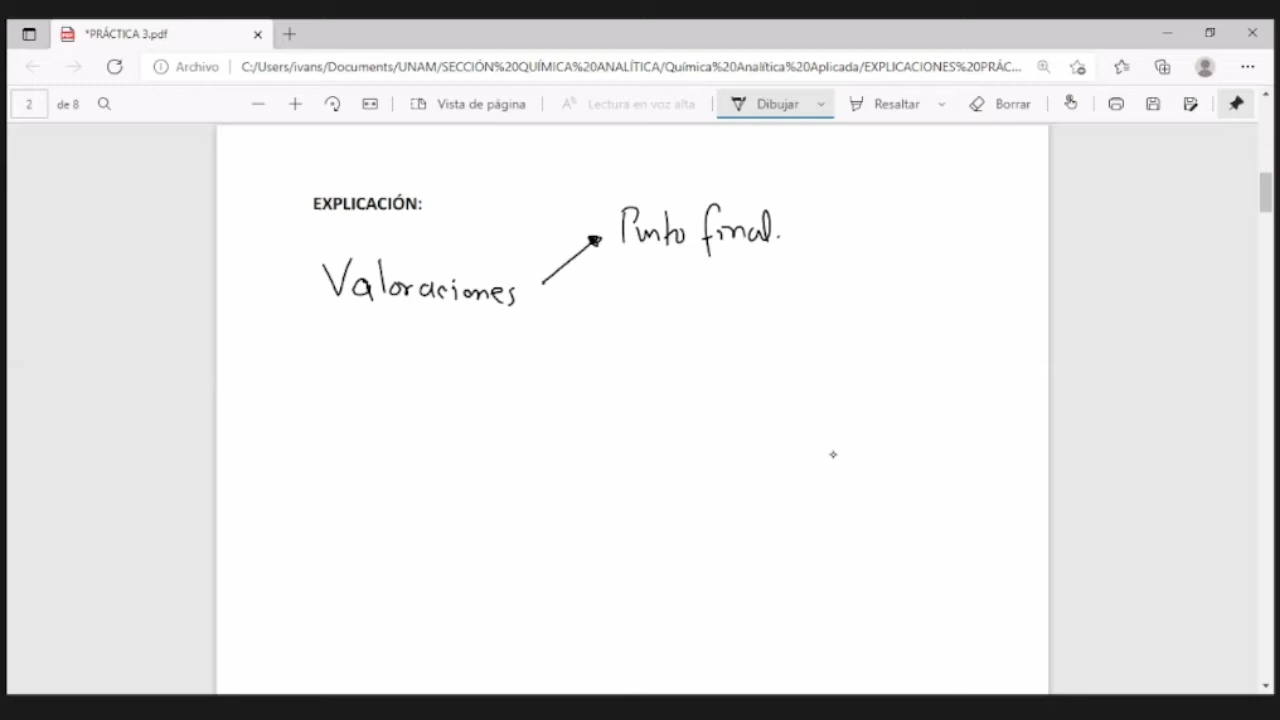 *PRÁCTICA 3.pdf
Archivo | C:/Users/ivans/Documents/UNAM/SECCIÓN%20QUÍMICA%20ANALÍTICA/Química%20Analítica%20Aplicada/EXPLICACIONES%20PRÁC...
2 de 8 Vista de página Lectura en voz alta Dibujar Resaltar Borrar
EXPLICACIÓN:
Punto final.
Valoraciones